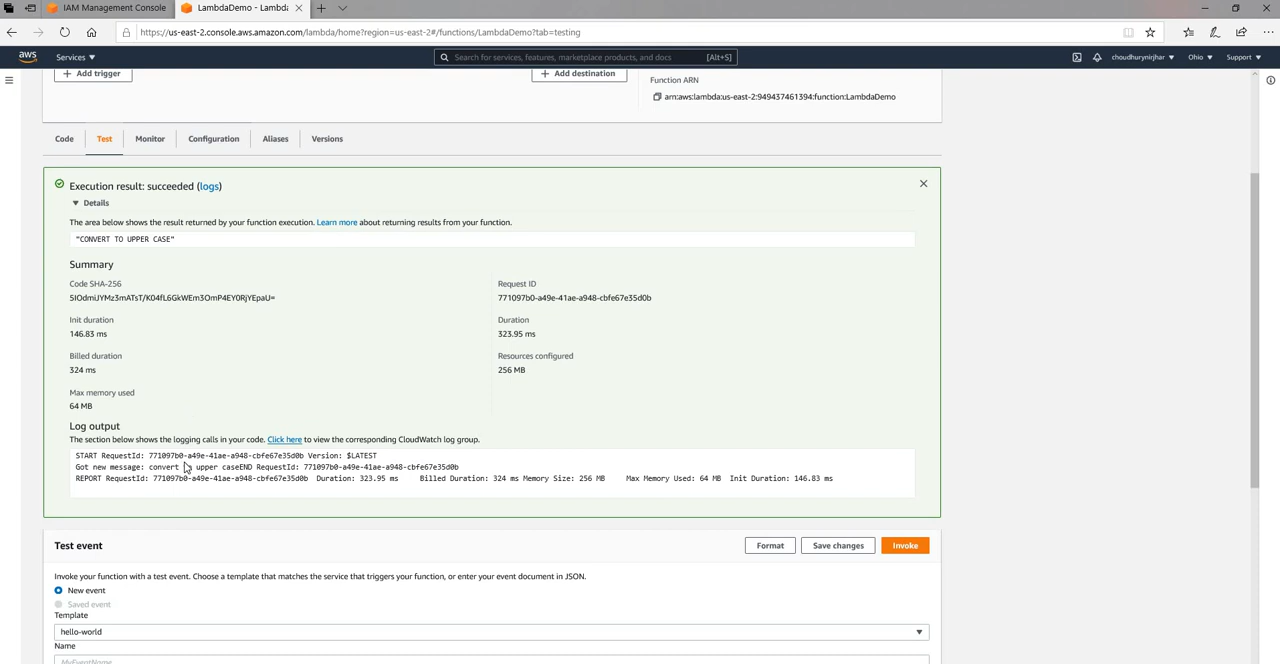 IAM Management Console
LambdaDemo - Lambda
https://us-east-2.console.aws.amazon.com/lambda/home?region=us-east-2#/functions/LambdaDemo?tab=testing
aws Services Search for services, features, marketplace products, and docs [Alt+S] choudhurynirjhar Ohio Support
+ Add trigger
+ Add destination
Function ARN
arn:aws:lambda:us-east-2:949437461394:function:LambdaDemo
Code Test Monitor Configuration Aliases Versions
Execution result: succeeded (logs)
Details
The area below shows the result returned by your function execution. Learn more about returning results from your function.
"CONVERT TO UPPER CASE"
Summary
Code SHA-256
5IOdmiJYMz3mATsT/K04fL6GkWEm3OmP4EY0RjYEpaU=
Request ID
771097b0-a49e-41ae-a948-cbfe67e35d0b
Init duration
146.83 ms
Duration
323.95 ms
Billed duration
324 ms
Resources configured
256 MB
Max memory used
64 MB
Log output
The section below shows the logging calls in your code. Click here to view the corresponding CloudWatch log group.
START RequestId: 771097b0-a49e-41ae-a948-cbfe67e35d0b Version: $LATEST
Got new message: convert to upper caseEND RequestId: 771097b0-a49e-41ae-a948-cbfe67e35d0b
REPORT RequestId: 771097b0-a49e-41ae-a948-cbfe67e35d0b Duration: 323.95 ms Billed Duration: 324 ms Memory Size: 256 MB Max Memory Used: 64 MB Init Duration: 146.83 ms
Test event
Format Save changes Invoke
Invoke your function with a test event. Choose a template that matches the service that triggers your function, or enter your event document in JSON.
New event
Saved event
Template
hello-world
Name
MyEventName